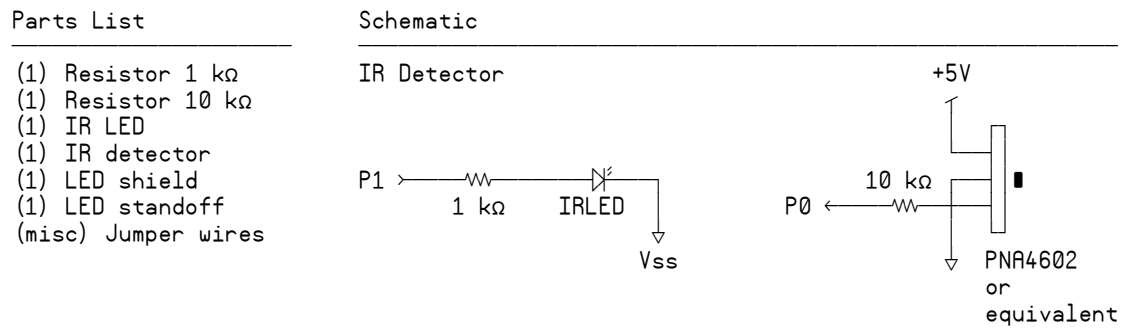 Parts List
(1) Resistor 1 kΩ
(1) Resistor 10 kΩ
(1) IR LED
(1) IR detector
(1) LED shield
(1) LED standoff
(misc) Jumper wires
Schematic
IR Detector
P1
1 kΩ
IRLED
Vss
+5V
10 kΩ
P0
PNA4602
or
equivalent